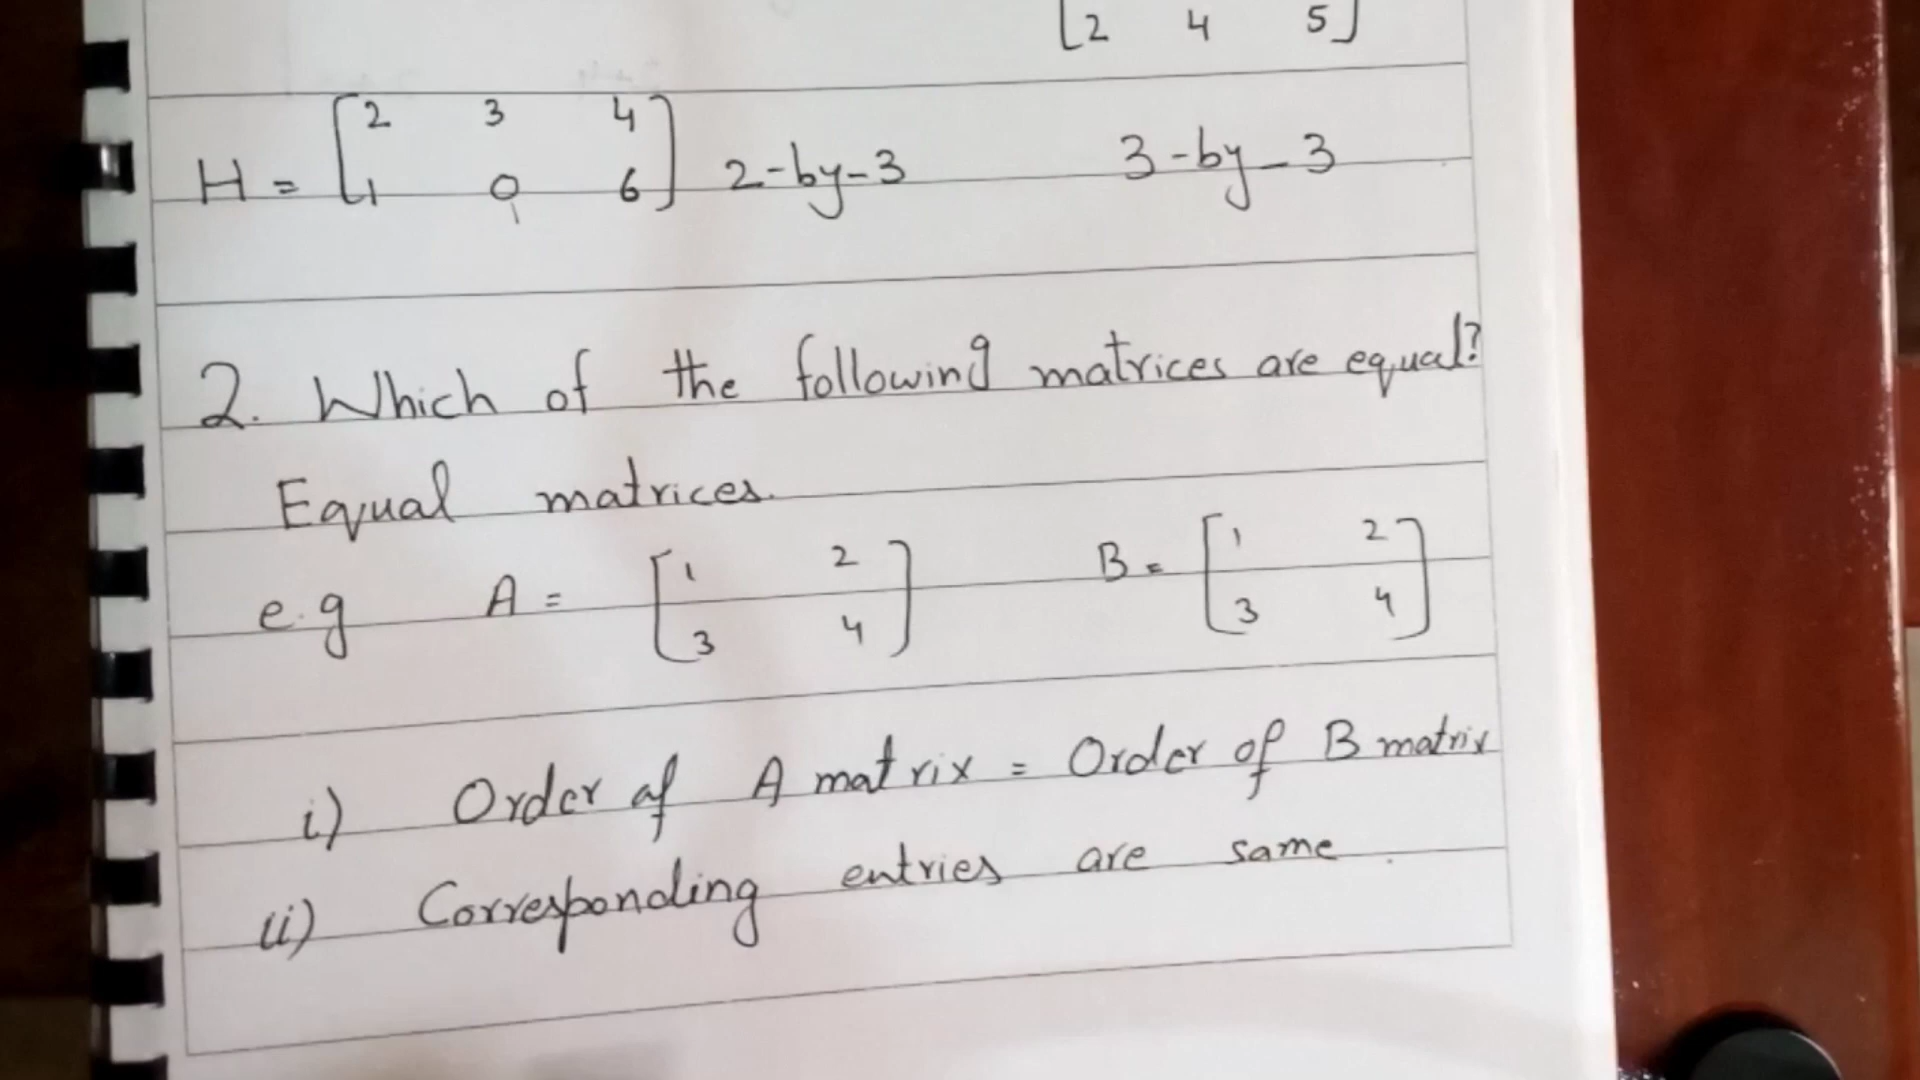 [2 4 5]
H = [2 3 4
1 0 6] 2-by-3 3-by-3
2. Which of the following matrices are equal?
Equal matrices.
e.g A = [1 2
3 4] B = [1 2
3 4]
i) Order of A matrix = Order of B matrix
ii) Corresponding entries are same.